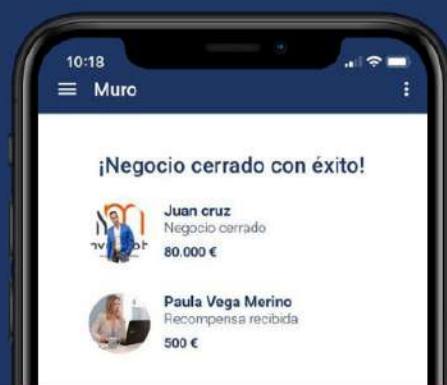 10:18
Muro
¡Negocio cerrado con éxito!
Juan cruz
Negocio cerrado
80.000 €
Paula Vega Merino
Recompensa recibida
500 €